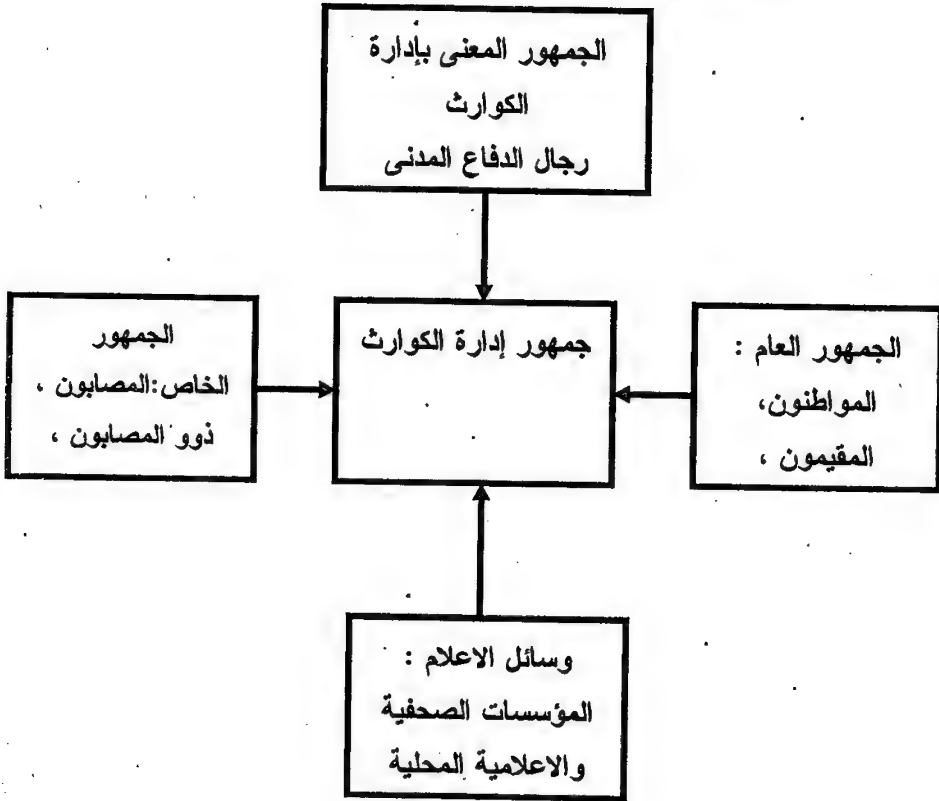 الجمهور المعنى بإدارة
الكوارث
رجال الدفاع المدنى
الجمهور العام :
المواطنون،
المقيمون ،
جمهور إدارة الكوارث
الجمهور
الخاص:المصابون ،
ذوو المصابون ،
وسائل الاعلام :
المؤسسات الصحفية
والاعلامية المحلية